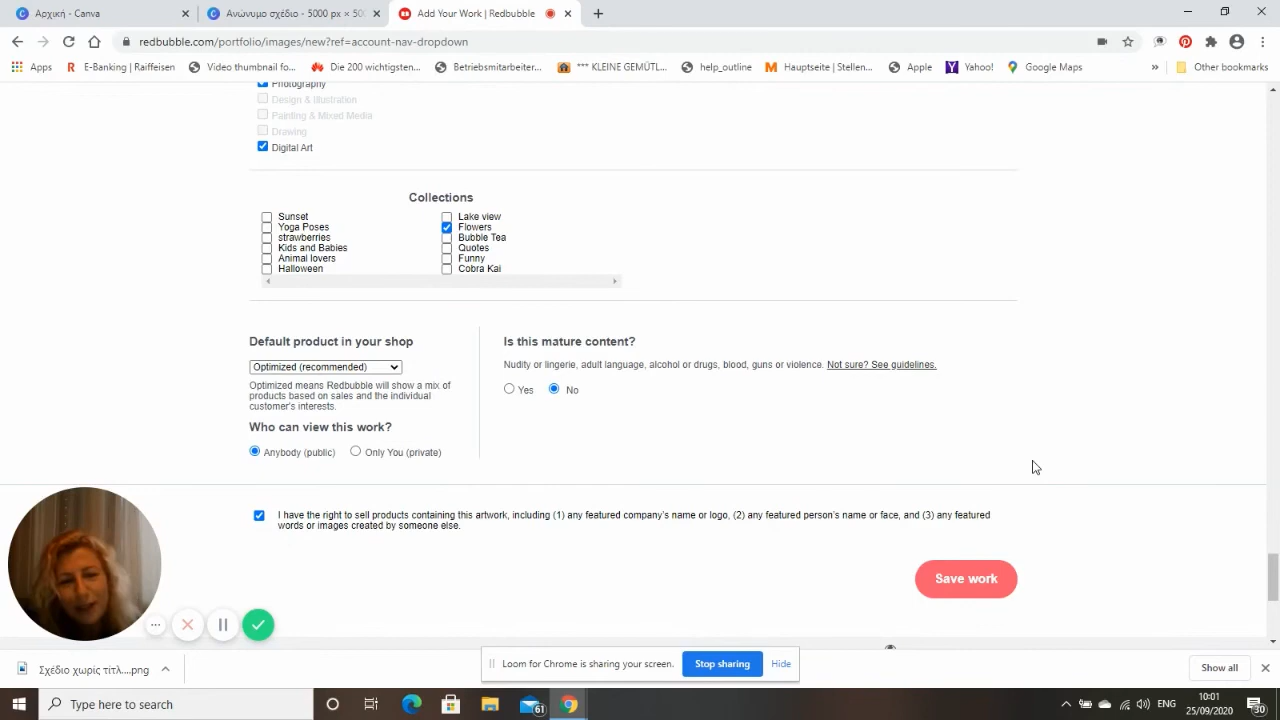 Αρχική - Canva
Ανώνυμο σχέδιο - 5000 px × 500
Add Your Work | Redbubble
redbubble.com/portfolio/images/new?ref=account-nav-dropdown
Apps
E-Banking | Raiffeisen
Video thumbnail fo...
Die 200 wichtigsten...
Betriebsmitarbeiter...
*** KLEINE GEMÜTL...
help_outline
Hauptseite | Stellen...
Apple
Yahoo!
Google Maps
»
Other bookmarks
Photography
Design & Illustration
Painting & Mixed Media
Drawing
Digital Art
Collections
Sunset
Yoga Poses
strawberries
Kids and Babies
Animal lovers
Halloween
Lake view
Flowers
Bubble Tea
Quotes
Funny
Cobra Kai
Default product in your shop
Optimized (recommended)
Optimized means Redbubble will show a mix of
products based on sales and the individual
customer's interests.
Who can view this work?
Anybody (public)
Only You (private)
Is this mature content?
Nudity or lingerie, adult language, alcohol or drugs, blood, guns or violence. Not sure? See guidelines.
Yes
No
I have the right to sell products containing this artwork, including (1) any featured company's name or logo, (2) any featured person's name or face, and (3) any featured
words or images created by someone else.
Save work
Loom for Chrome is sharing your screen.
Stop sharing
Hide
Σχέδιο χωρίς τίτλ....png
Show all
Type here to search
61
ENG
10:01
25/09/2020
30